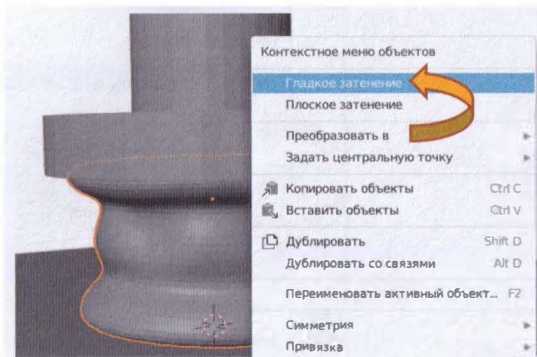 Контекстное меню объектов
Гладкое затенение
Плоское затенение
Преобразовать в
Задать центральную точку
Копировать объекты Ctrl C
Вставить объекты Ctrl V
Дублировать Shift D
Дублировать со связями Alt D
Переименовать активный объект... F2
Симметрия
Привязка